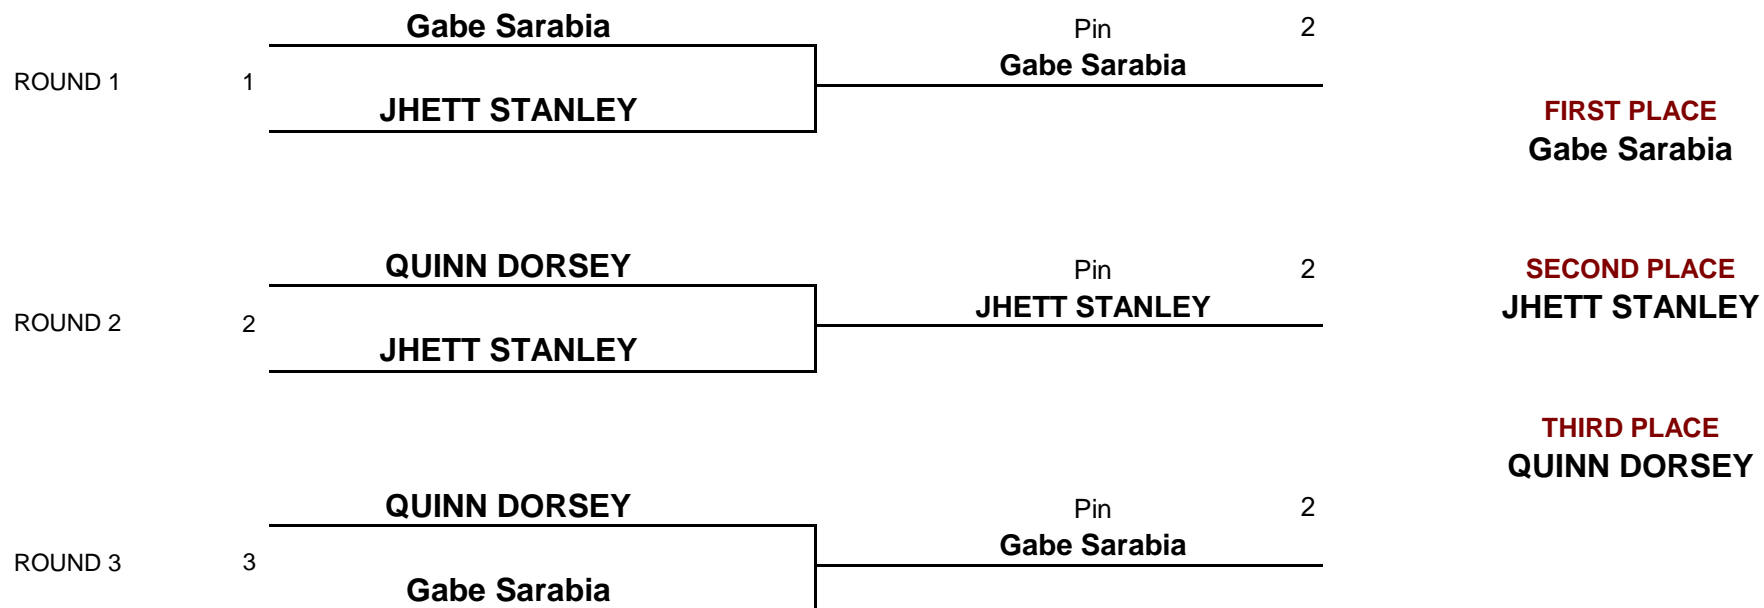 Gabe Sarabia
Pin 2
Gabe Sarabia
ROUND 1 1
JHETT STANLEY
FIRST PLACE
Gabe Sarabia
QUINN DORSEY
Pin 2
SECOND PLACE
JHETT STANLEY
JHETT STANLEY
ROUND 2 2
JHETT STANLEY
THIRD PLACE
QUINN DORSEY
QUINN DORSEY
Pin 2
Gabe Sarabia
ROUND 3 3
Gabe Sarabia